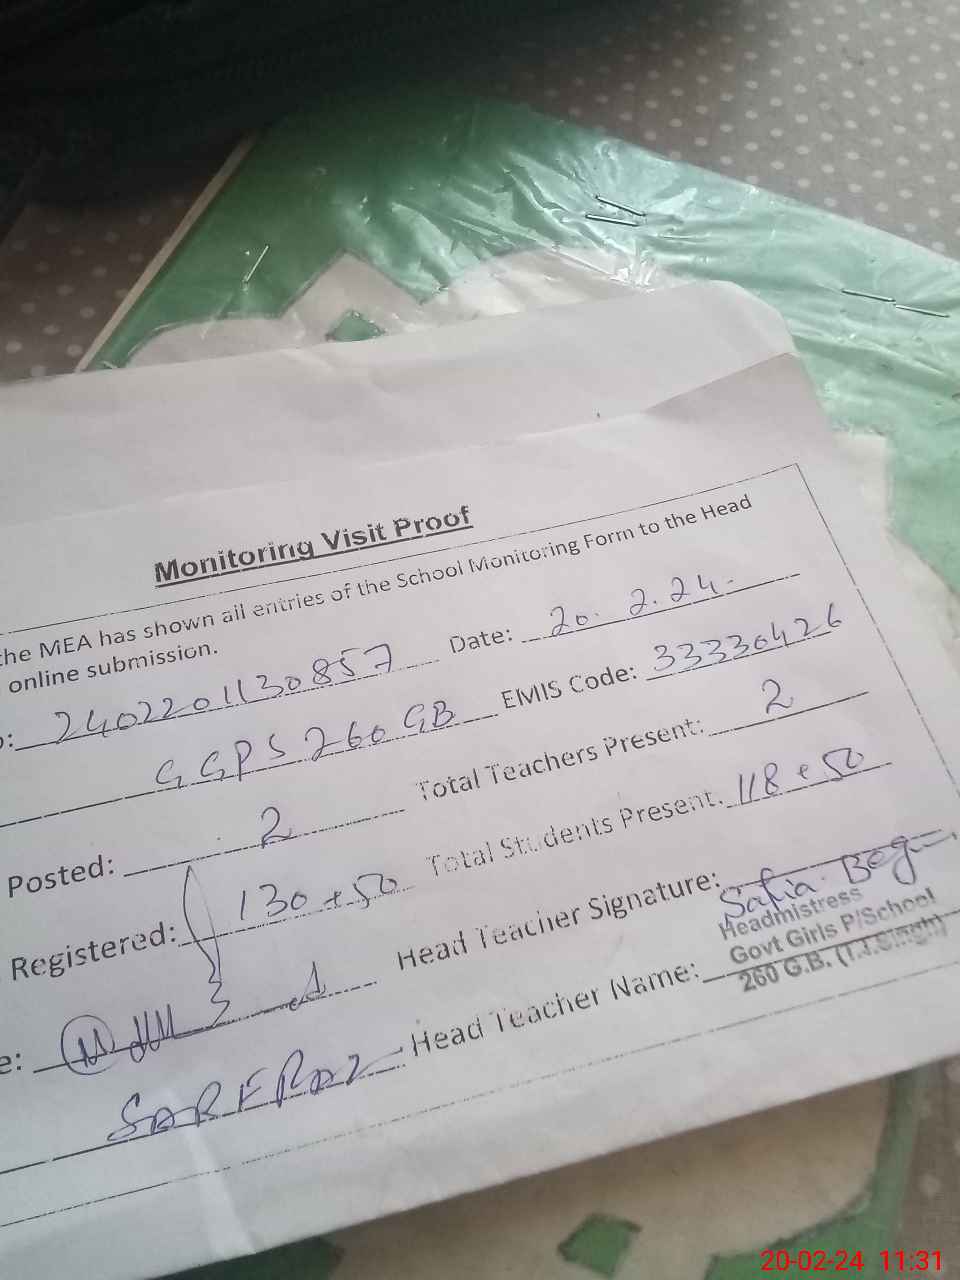 Monitoring Visit Proof
the MEA has shown all entries of the School Monitoring Form to the Head
online submission.
Date: 20.2.24.
2402201130857
EMIS Code: 33330426
GGPS 260 GB
Total Teachers Present: 2
Posted: 2
Total Students Present: 118+50
Registered: 130+50
Head Teacher Signature: Safia Begum
Headmistress
Govt Girls P/School
260 G.B. (T.T.Singh)
Head Teacher Name:
SARFRAZ
20-02-24 11:31